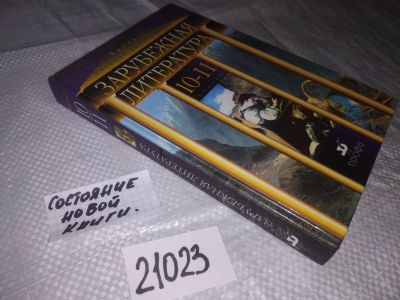 ЗАРУБЕЖНАЯ
ЛИТЕРАТУРА
10-11
дрофа
10
11
ЗАРУБЕЖНАЯ ЛИТЕРАТУРА
СОСТОЯНИЕ
НОВОЙ
КНИГИ.
21023